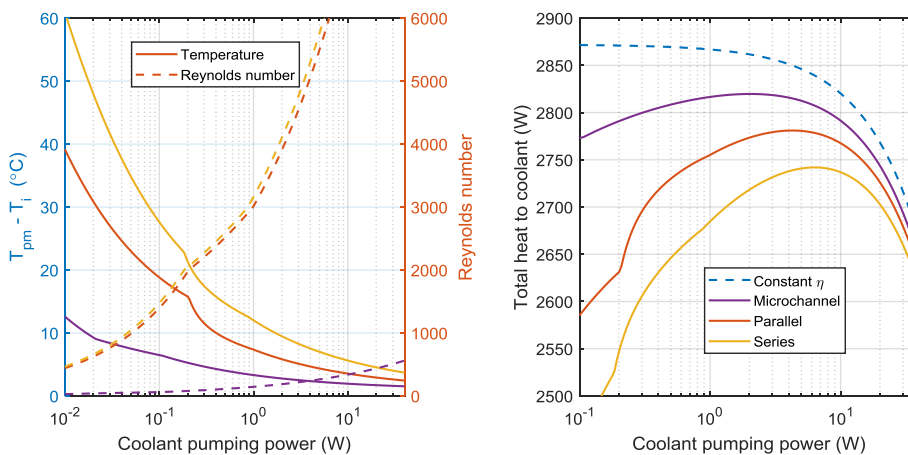 60
50
40
30
20
10
0
T_pm - T_i (°C)
6000
5000
4000
3000
2000
1000
0
Reynolds number
Temperature
Reynolds number
10^-2
10^-1
10^0
10^1
Coolant pumping power (W)
2900
2850
2800
2750
2700
2650
2600
2550
2500
Total heat to coolant (W)
Constant η
Microchannel
Parallel
Series
10^-1
10^0
10^1
Coolant pumping power (W)